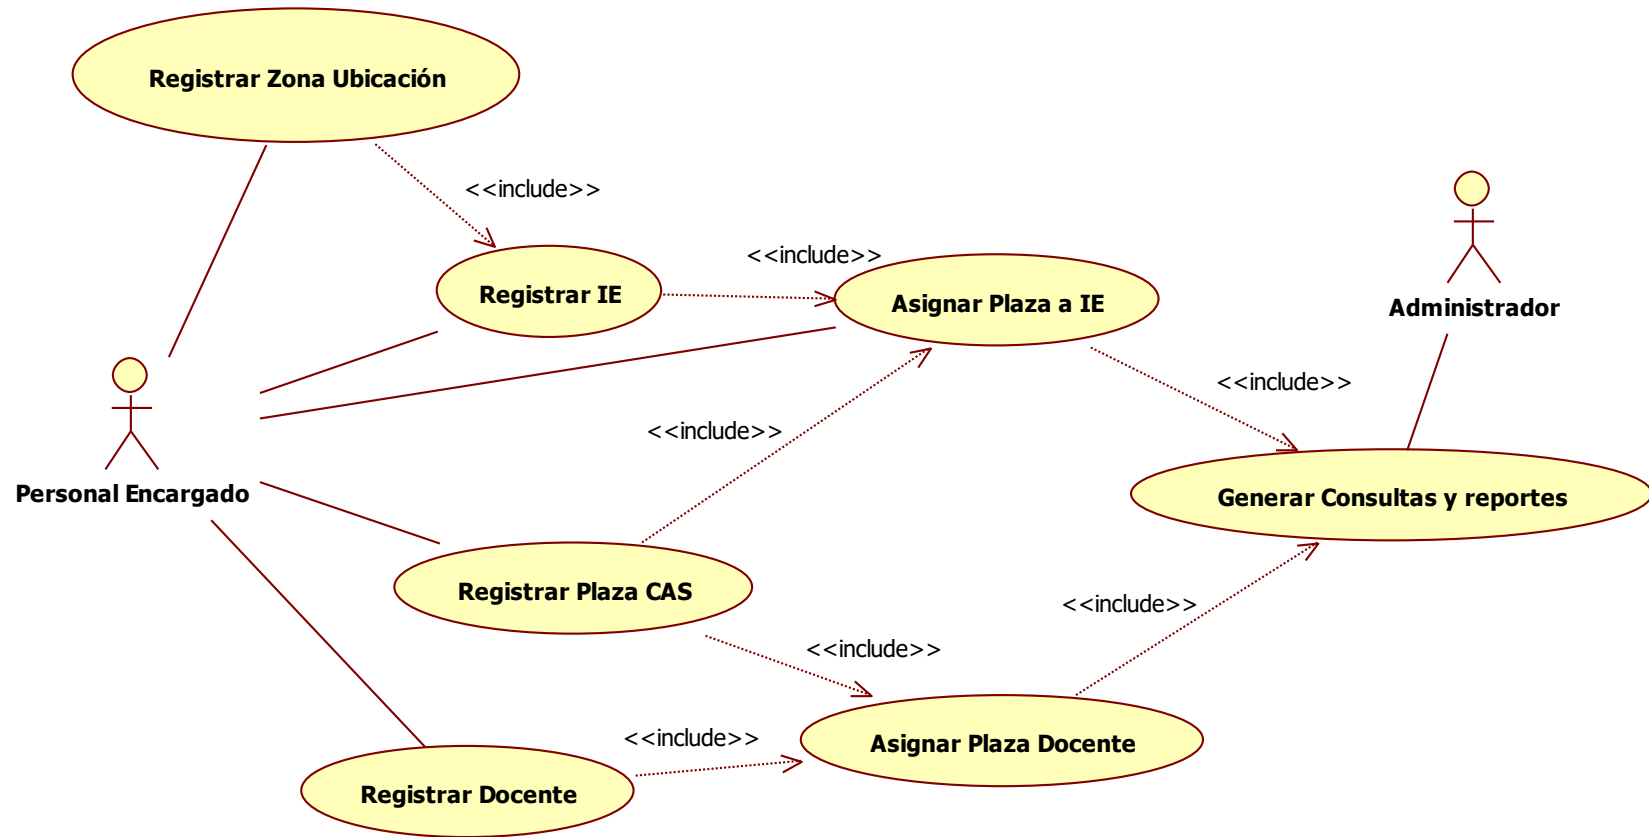 Registrar Zona Ubicación
<<include>>
<<include>>
Registrar IE
Asignar Plaza a IE
Administrador
<<include>>
<<include>>
Personal Encargado
Generar Consultas y reportes
Registrar Plaza CAS
<<include>>
<<include>>
<<include>>
Asignar Plaza Docente
Registrar Docente